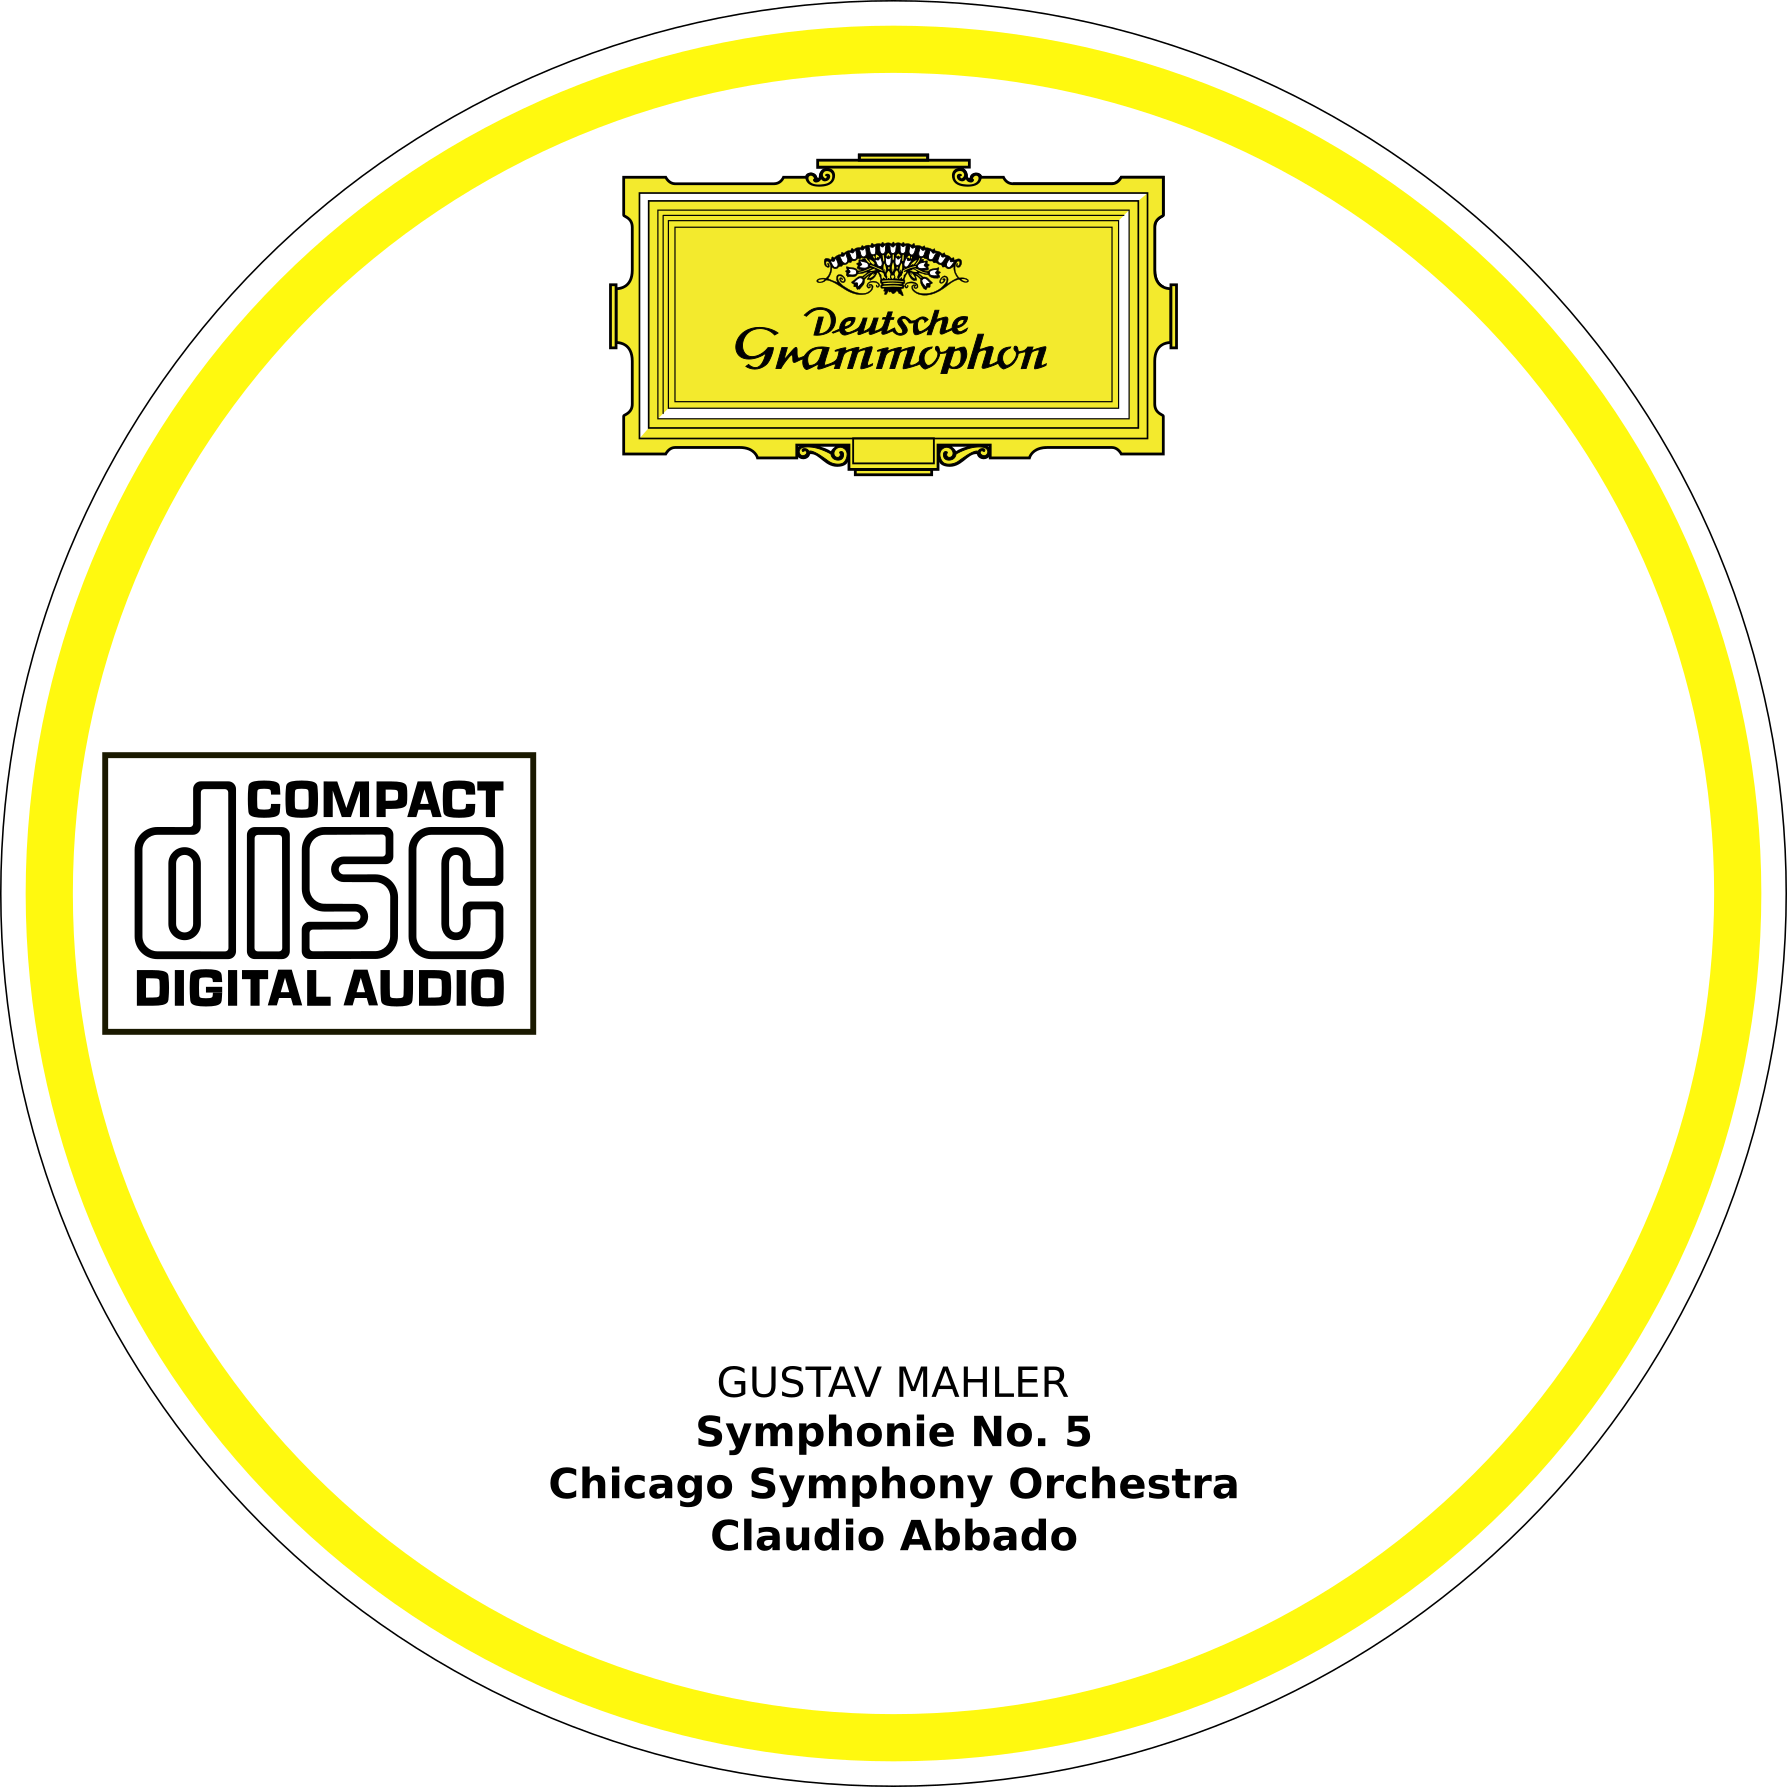 Deutsche
Grammophon
COMPACT
disc
DIGITAL AUDIO
GUSTAV MAHLER
Symphonie No. 5
Chicago Symphony Orchestra
Claudio Abbado